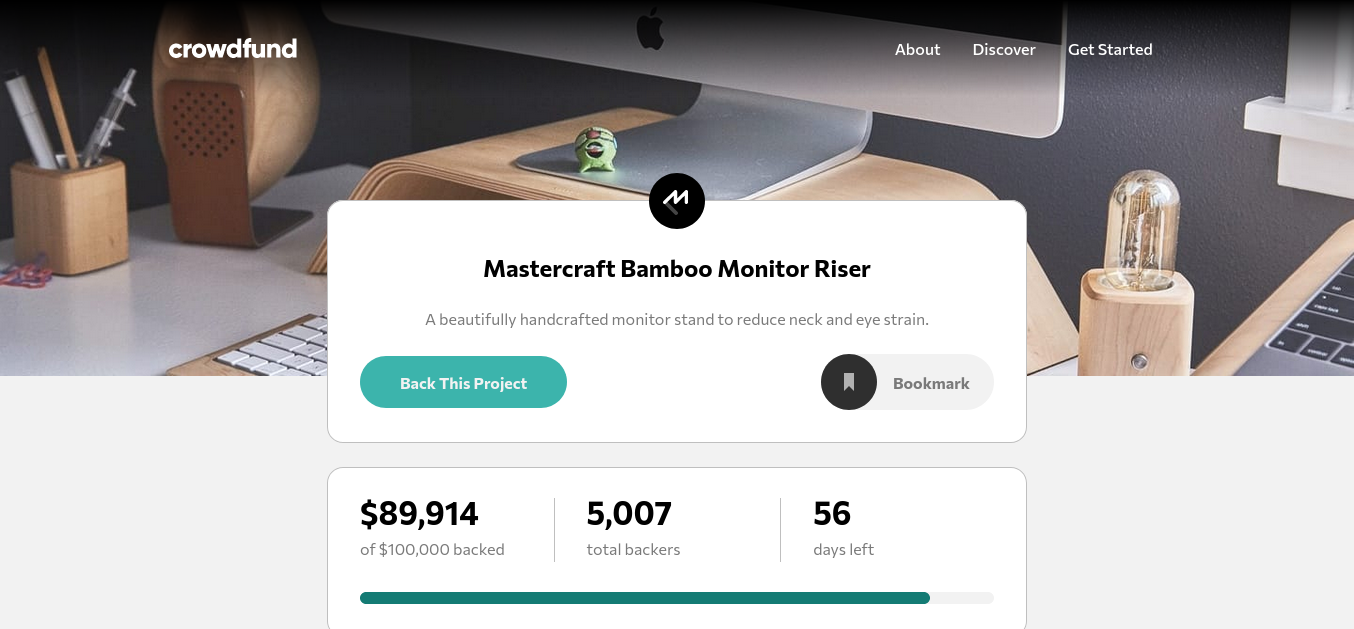 crowdfund
About
Discover
Get Started
Mastercraft Bamboo Monitor Riser
A beautifully handcrafted monitor stand to reduce neck and eye strain.
Back This Project
Bookmark
$89,914
5,007
56
of $100,000 backed
total backers
days left